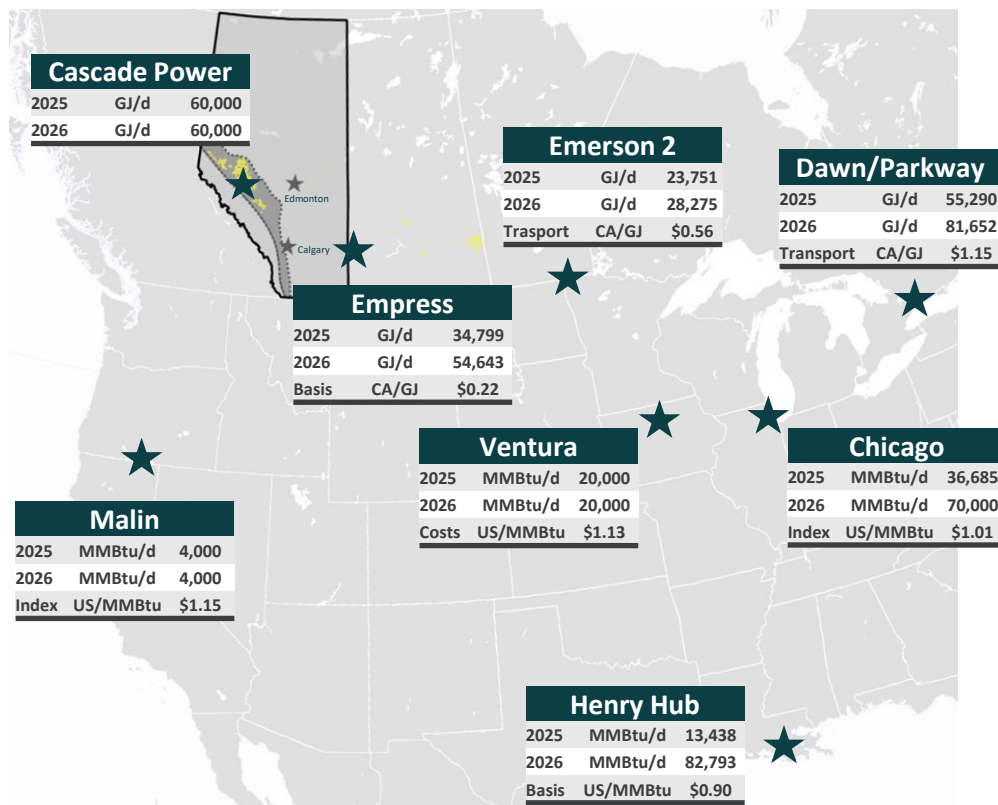 Cascade Power
2025 GJ/d 60,000
2026 GJ/d 60,000
Emerson 2
2025 GJ/d 23,751
2026 GJ/d 28,275
Trasport CA/GJ $0.56
Dawn/Parkway
2025 GJ/d 55,290
2026 GJ/d 81,652
Transport CA/GJ $1.15
Edmonton
Calgary
Empress
2025 GJ/d 34,799
2026 GJ/d 54,643
Basis CA/GJ $0.22
Ventura
2025 MMBtu/d 20,000
2026 MMBtu/d 20,000
Costs US/MMBtu $1.13
Chicago
2025 MMBtu/d 36,685
2026 MMBtu/d 70,000
Index US/MMBtu $1.01
Malin
2025 MMBtu/d 4,000
2026 MMBtu/d 4,000
Index US/MMBtu $1.15
Henry Hub
2025 MMBtu/d 13,438
2026 MMBtu/d 82,793
Basis US/MMBtu $0.90